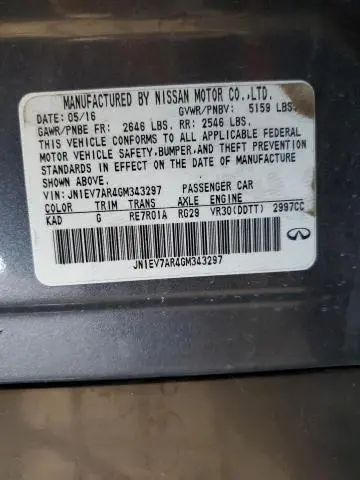 MANUFACTURED BY NISSAN MOTOR CO.,LTD.
DATE: 05/16 GVWR/PNBV: 5159 LBS.
GAWR/PNBE FR: 2646 LBS. RR: 2546 LBS.
THIS VEHICLE CONFORMS TO ALL APPLICABLE FEDERAL
MOTOR VEHICLE SAFETY,BUMPER,AND THEFT PREVENTION
STANDARDS IN EFFECT ON THE DATE OF MANUFACTURE
SHOWN ABOVE.
VIN: JN1EV7AR4GM343297 PASSENGER CAR
COLOR TRIM TRANS AXLE ENGINE
KAD G RE7R01A RG29 VR30(DDTT) 2997CC
JN1EV7AR4GM343297